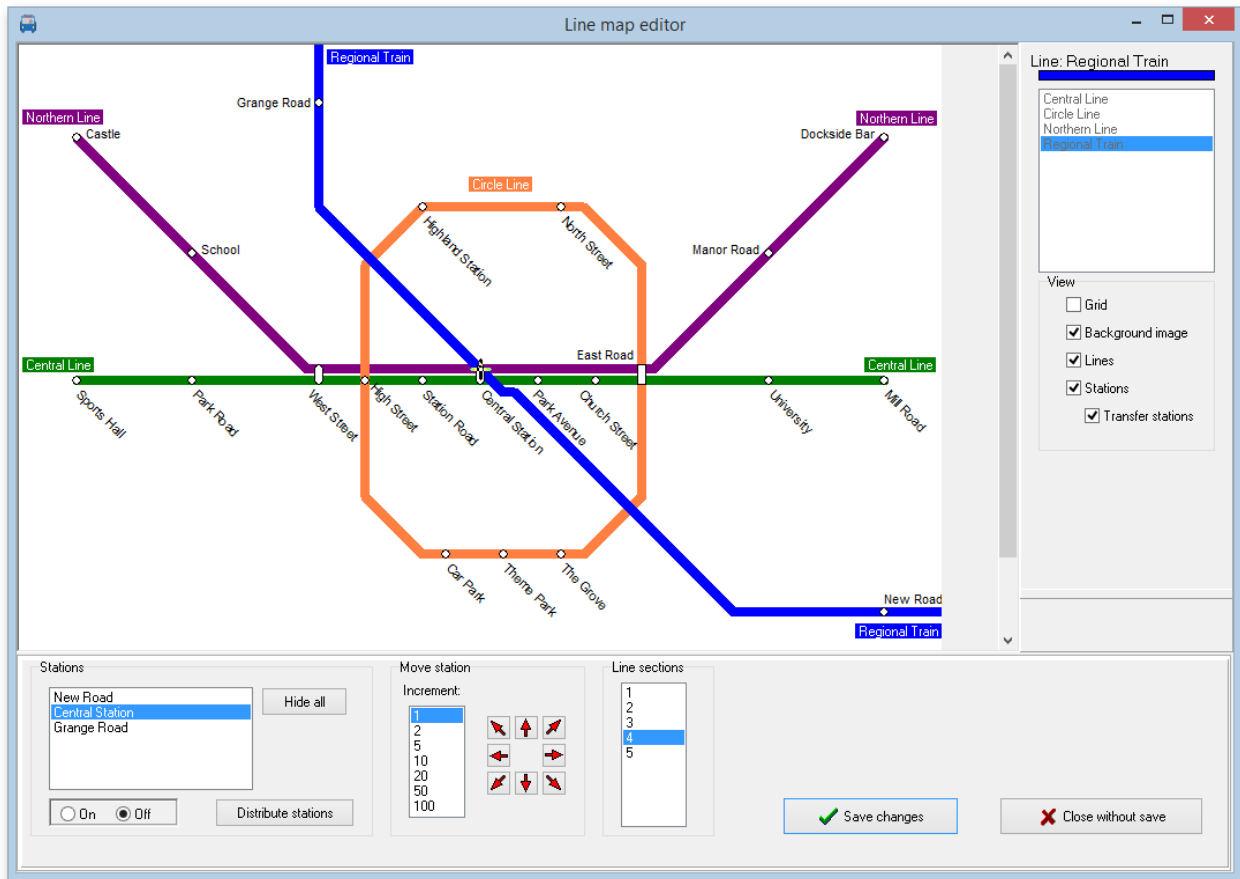 Line map editor
Regional Train
Grange Road
Northern Line
Castle
Northern Line
Dockside Bar
Circle Line
Highland Station
North Street
School
Manor Road
East Road
Central Line
Central Line
Sports Hall
Park Road
West Street
High Street
Station Road
Central Station
Park Avenue
Church Street
University
Mill Road
Car Park
Theme Park
The Grove
New Road
Regional Train
Line: Regional Train
Central Line
Circle Line
Northern Line
Regional Train
View
Grid
Background image
Lines
Stations
Transfer stations
Stations
New Road
Central Station
Grange Road
Hide all
On
Off
Distribute stations
Move station
Increment:
1
2
5
10
20
50
100
Line sections
1
2
3
4
5
Save changes
Close without save